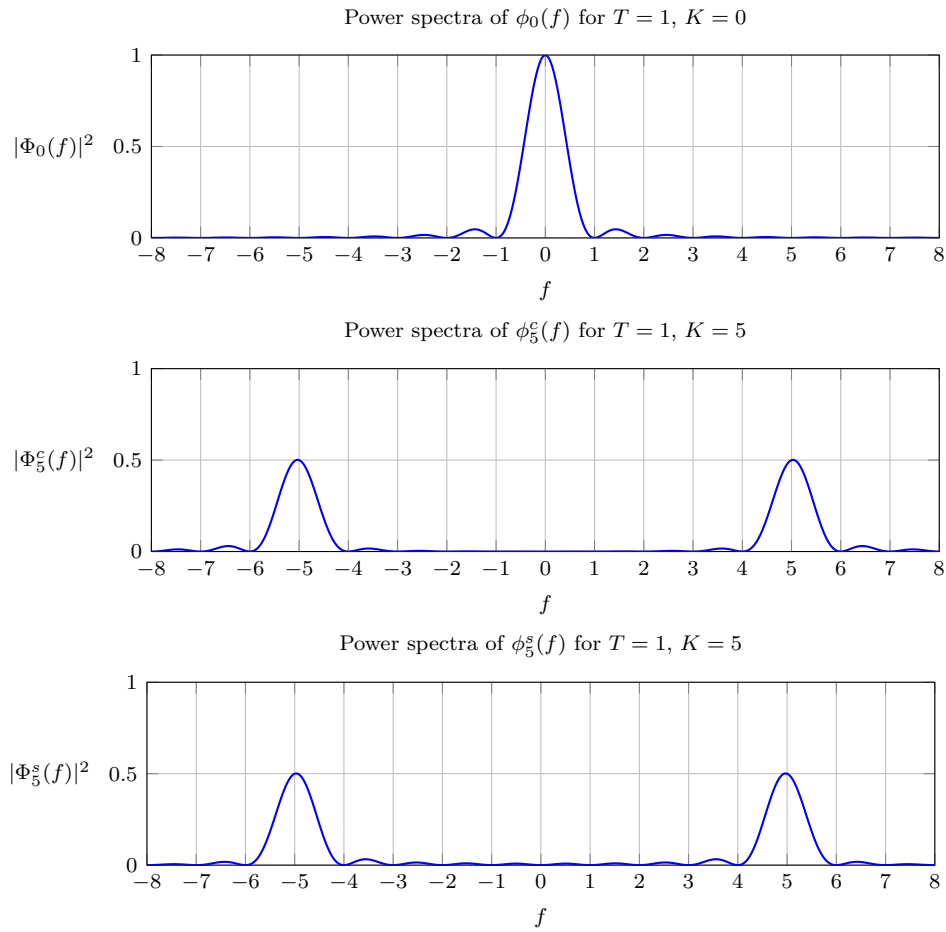 Power spectra of ϕ₀(f) for T = 1, K = 0
1
0.5
0
|Φ₀(f)|²
−8 −7 −6 −5 −4 −3 −2 −1 0 1 2 3 4 5 6 7 8
f
Power spectra of ϕ₅ᶜ(f) for T = 1, K = 5
1
0.5
0
|Φ₅ᶜ(f)|²
−8 −7 −6 −5 −4 −3 −2 −1 0 1 2 3 4 5 6 7 8
f
Power spectra of ϕ₅ˢ(f) for T = 1, K = 5
1
0.5
0
|Φ₅ˢ(f)|²
−8 −7 −6 −5 −4 −3 −2 −1 0 1 2 3 4 5 6 7 8
f